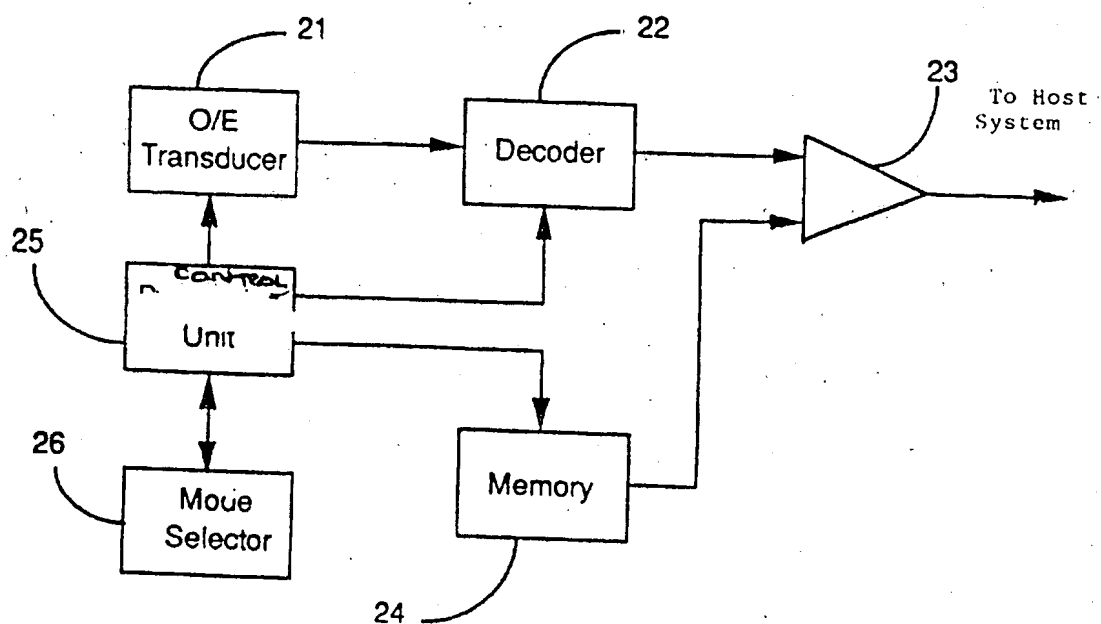 21
22
23
To Host
System
O/E
Transducer
Decoder
25
CONTROL
Unit
26
Mode
Selector
Memory
24